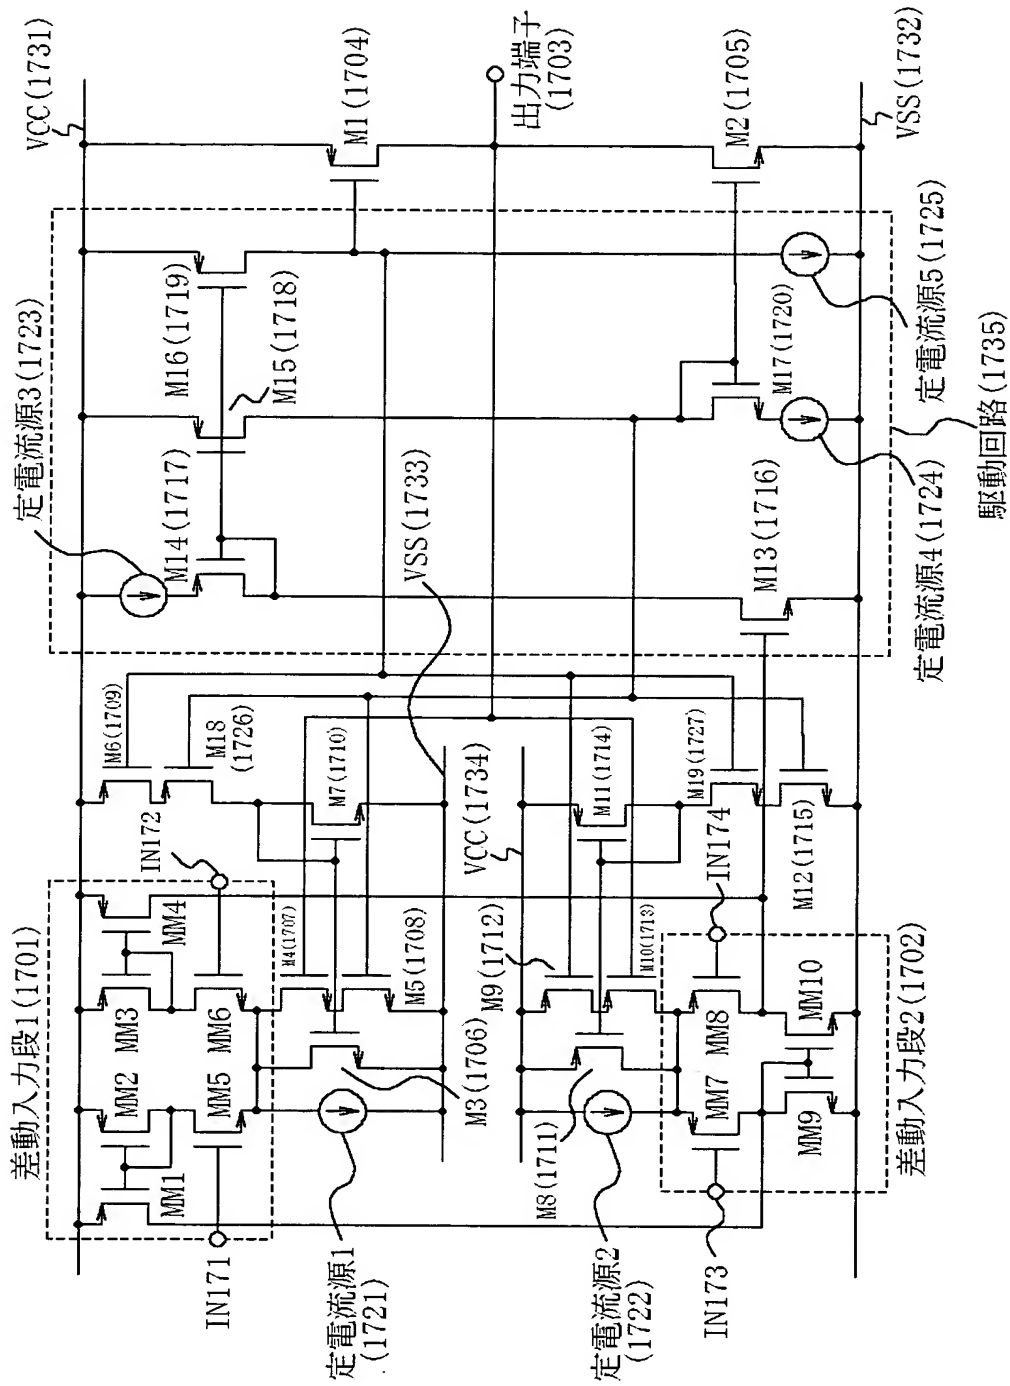 VCC(1731)
M1(1704)
出力端子
(1703)
M2(1705)
VSS(1732)
定電流源3(1723)
M16(1719)
M15(1718)
M14(1717)
VSS(1733)
M17(1720)
M13(1716)
定電流源5(1725)
駆動回路(1735)
定電流源4(1724)
M6(1709)
M18
(1726)
M7(1710)
VCC(1734)
M11(1714)
M19(1727)
M12(1715)
IN172
IN174
差動入力段1(1701)
MM4
MM3
MM6
MM2
MM5
MM1
IN171
M4(1707)
M5(1708)
M3(1706)
定電流源1
(1721)
M9(1712)
M10(1713)
M8(1711)
定電流源2
(1722)
MM8
MM10
MM7
MM9
IN173
差動入力段2(1702)